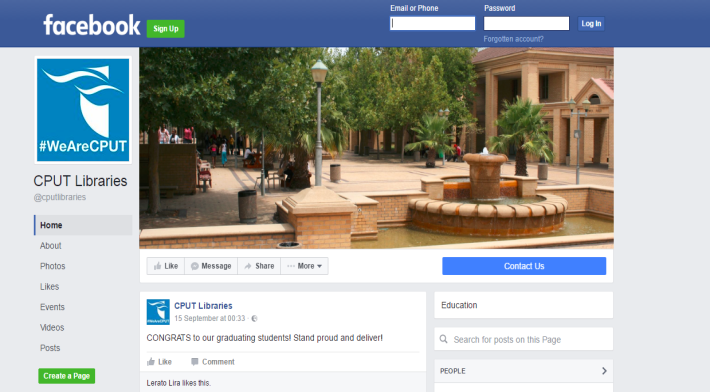 facebook
Sign Up
Email or Phone
Password
Log In
Forgotten account?
#WeAreCPUT
CPUT Libraries
@cputlibraries
Home
About
Photos
Likes
Events
Videos
Posts
Create a Page
Like
Message
Share
More
Contact Us
#WeAreCPUT
CPUT Libraries
15 September at 00:33
CONGRATS to our graduating students! Stand proud and deliver!
Like
Comment
Lerato Lira likes this.
Education
Search for posts on this Page
PEOPLE